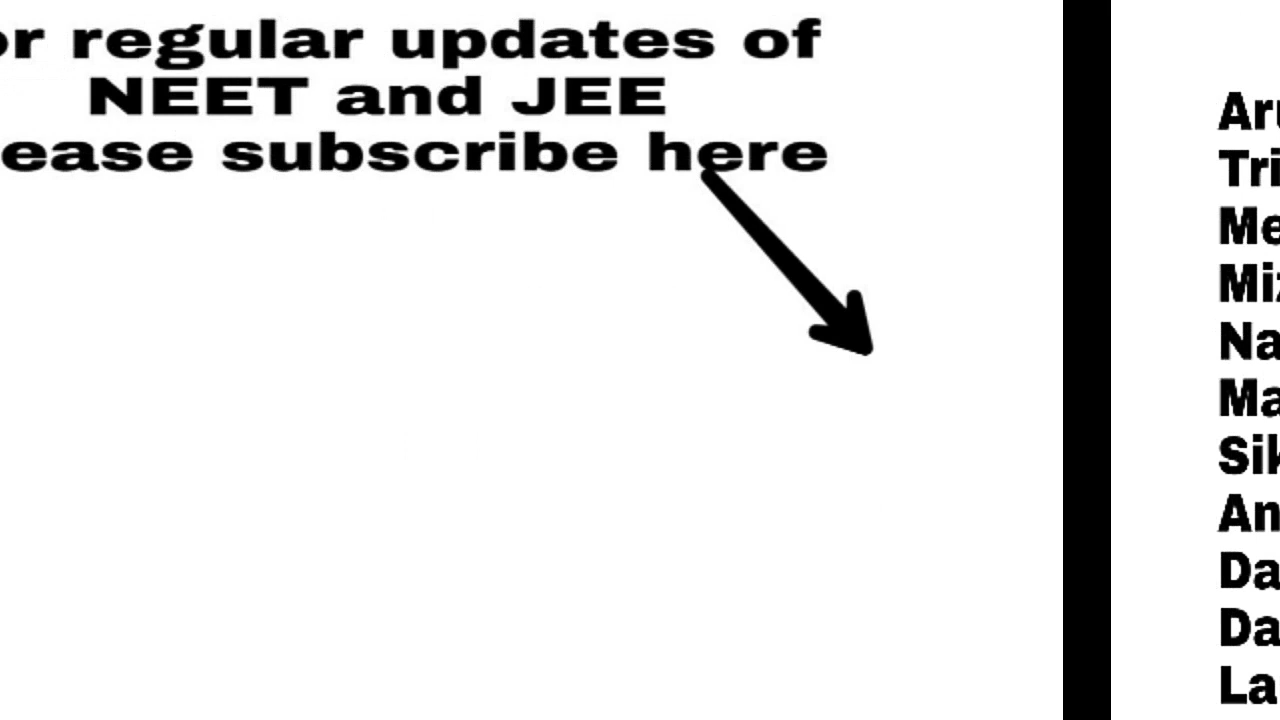 or regular updates of
NEET and JEE
ease subscribe here
Aru
Tri
Me
Miz
Na
Ma
Sik
An
Da
Da
La